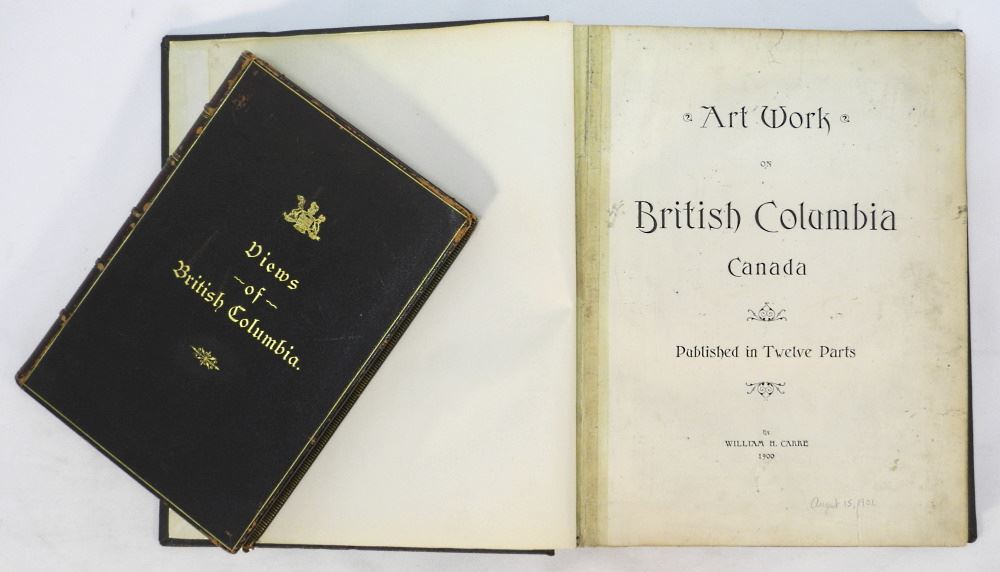 Views
~ of ~
British Columbia.
Art Work
ON
British Columbia
Canada
Published in Twelve Parts
BY
WILLIAM H. CARRE
1900
August 15, 1902